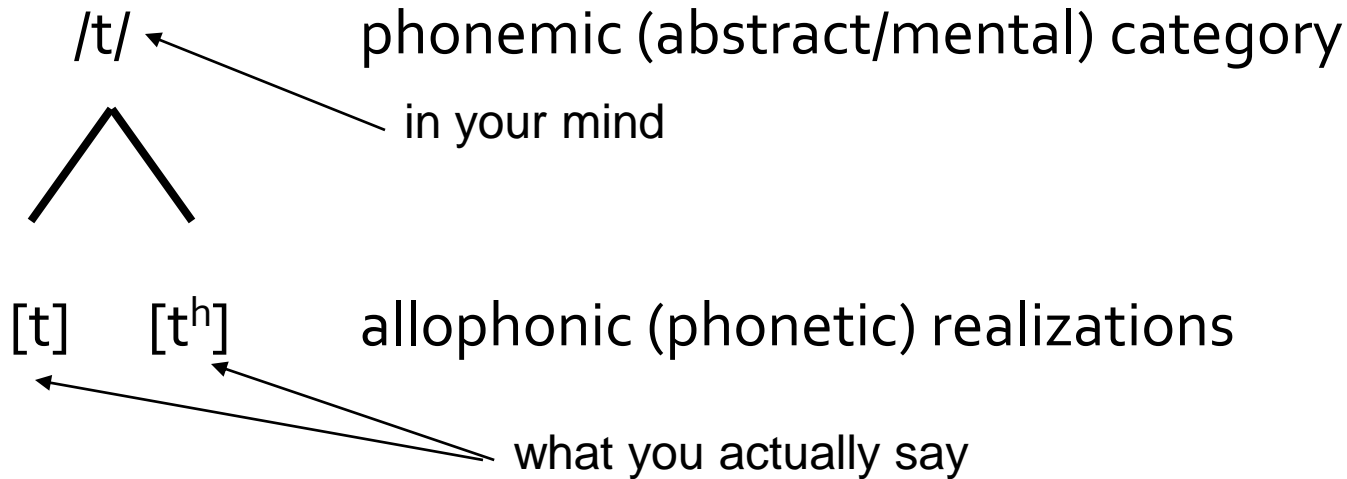 /t/ phonemic (abstract/mental) category
in your mind
[t] [tʰ] allophonic (phonetic) realizations
what you actually say